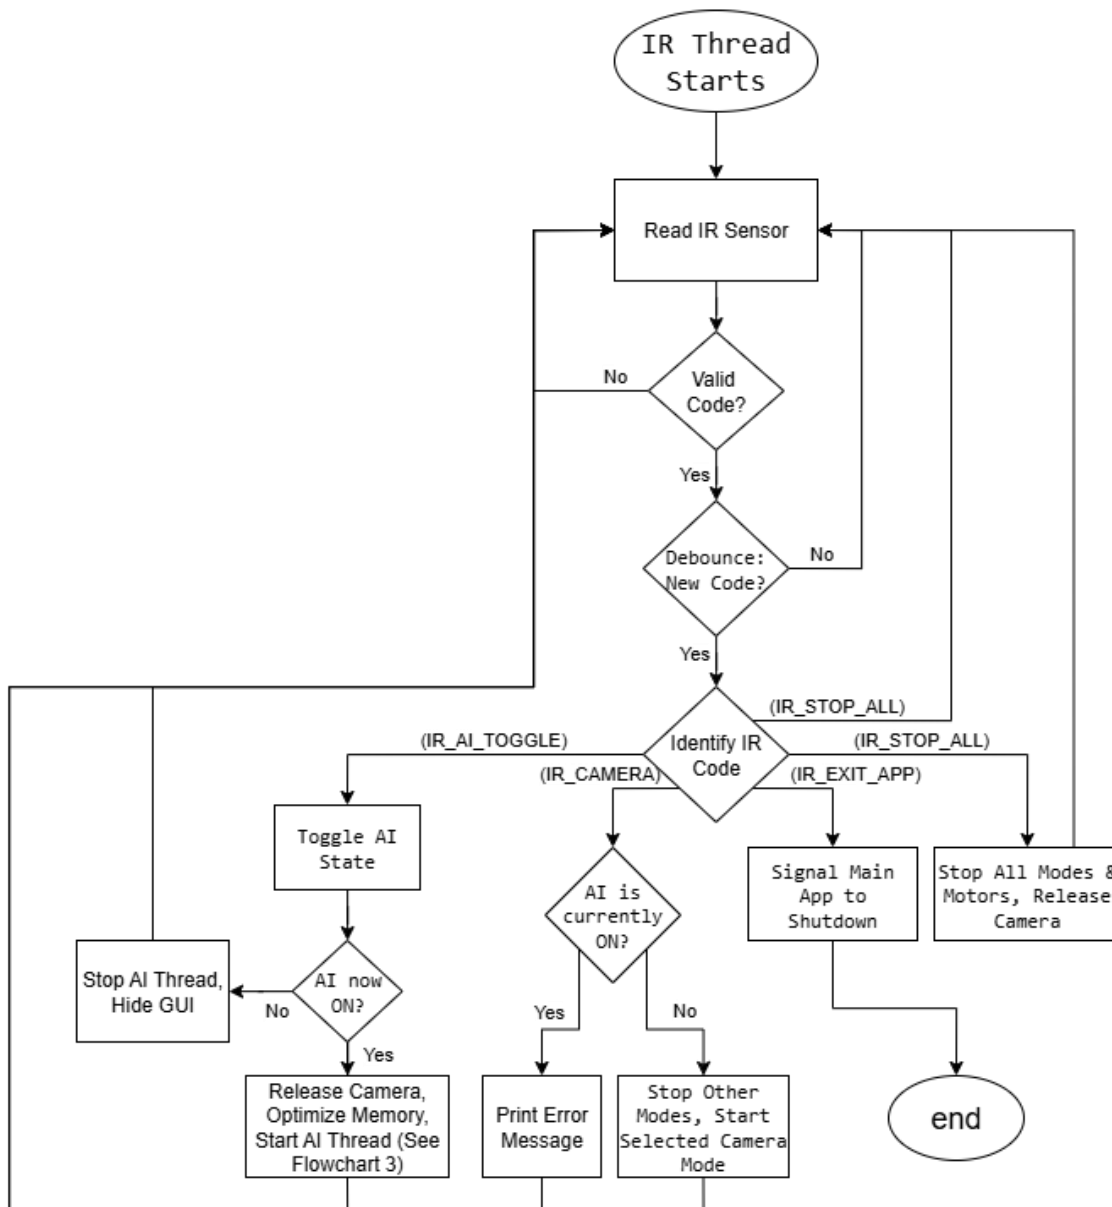 IR Thread
Starts
Read IR Sensor
No
Valid
Code?
Yes
Debounce:
New Code?
No
Yes
(IR_STOP_ALL)
(IR_AI_TOGGLE)
Identify IR
Code
(IR_STOP_ALL)
(IR_CAMERA)
(IR_EXIT_APP)
Toggle AI
State
AI is
currently
ON?
Signal Main
App to
Shutdown
Stop All Modes &
Motors, Release
Camera
Stop AI Thread,
Hide GUI
No
AI now
ON?
Yes
Yes
No
Release Camera,
Optimize Memory,
Start AI Thread (See
Flowchart 3)
Print Error
Message
Stop Other
Modes, Start
Selected Camera
Mode
end